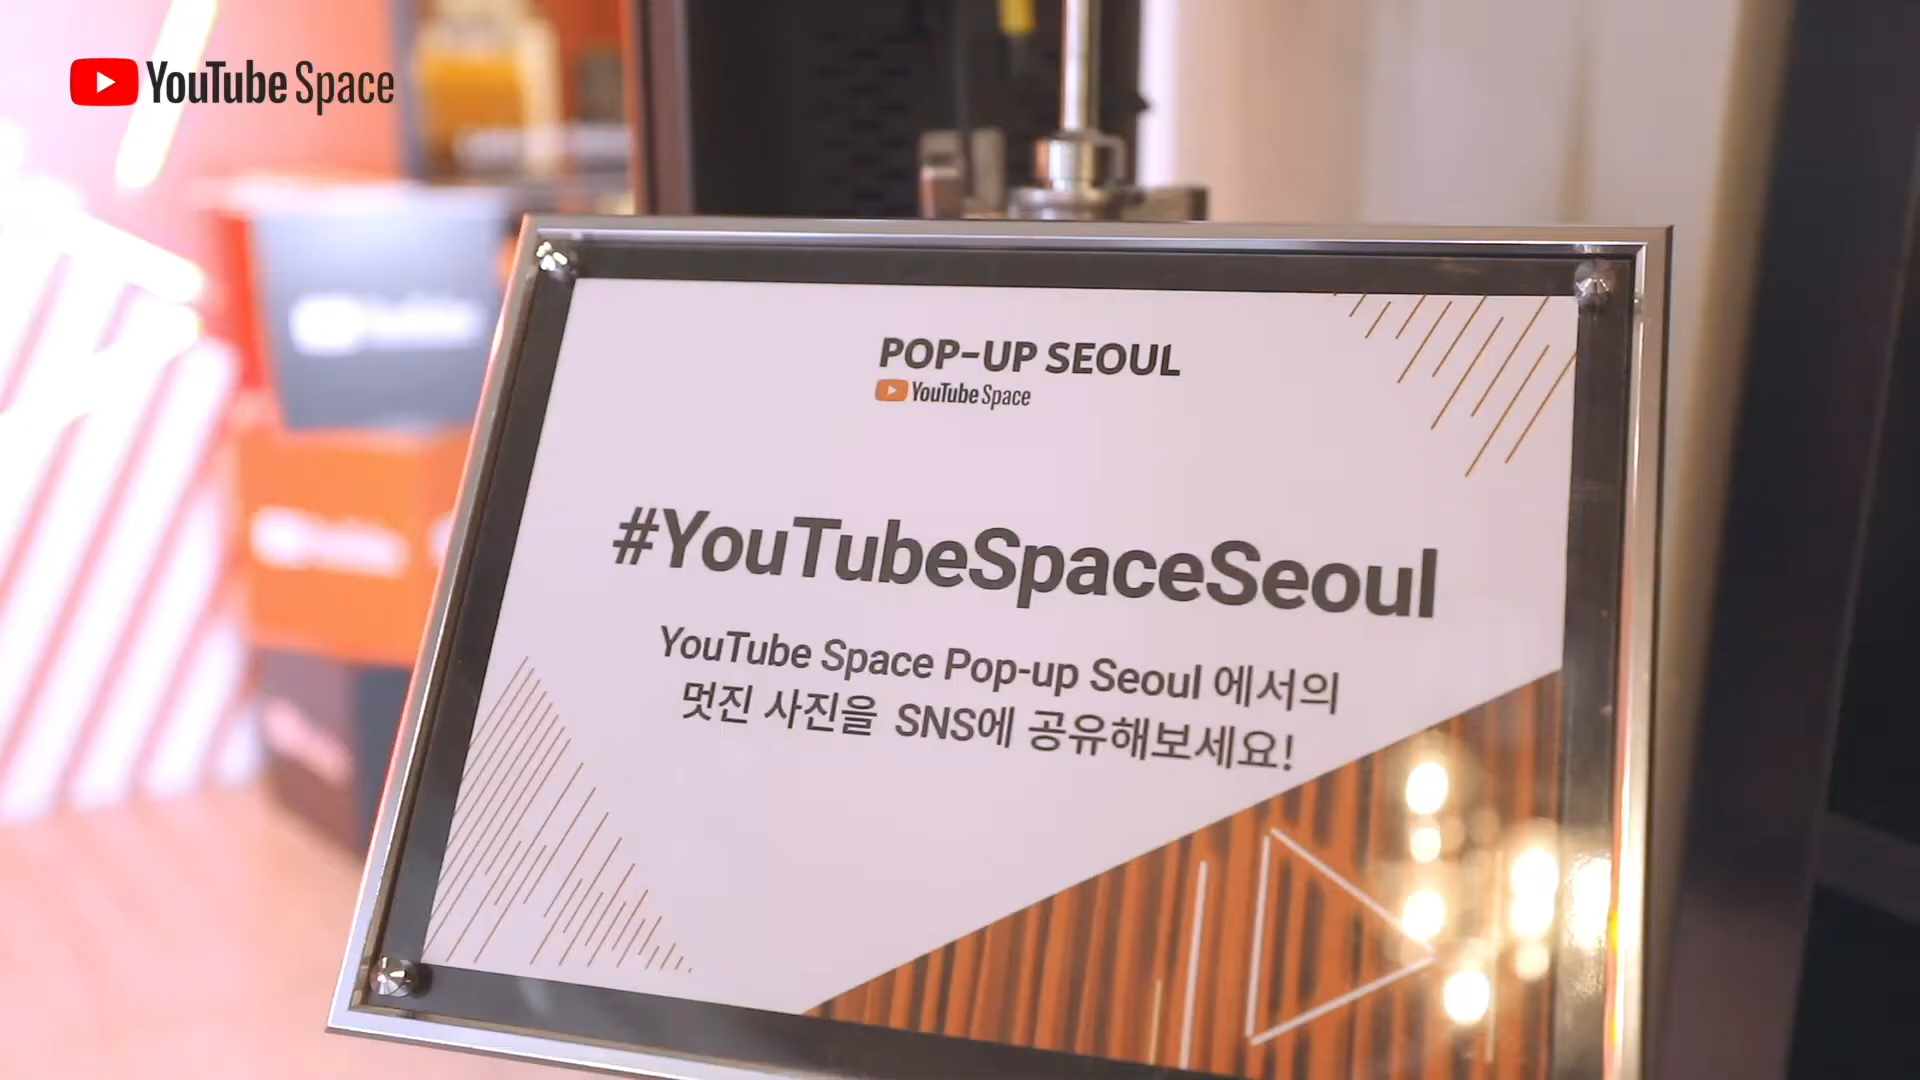 YouTube Space
POP-UP SEOUL
YouTube Space
#YouTubeSpaceSeoul
YouTube Space Pop-up Seoul 에서의
멋진 사진을 SNS에 공유해보세요!